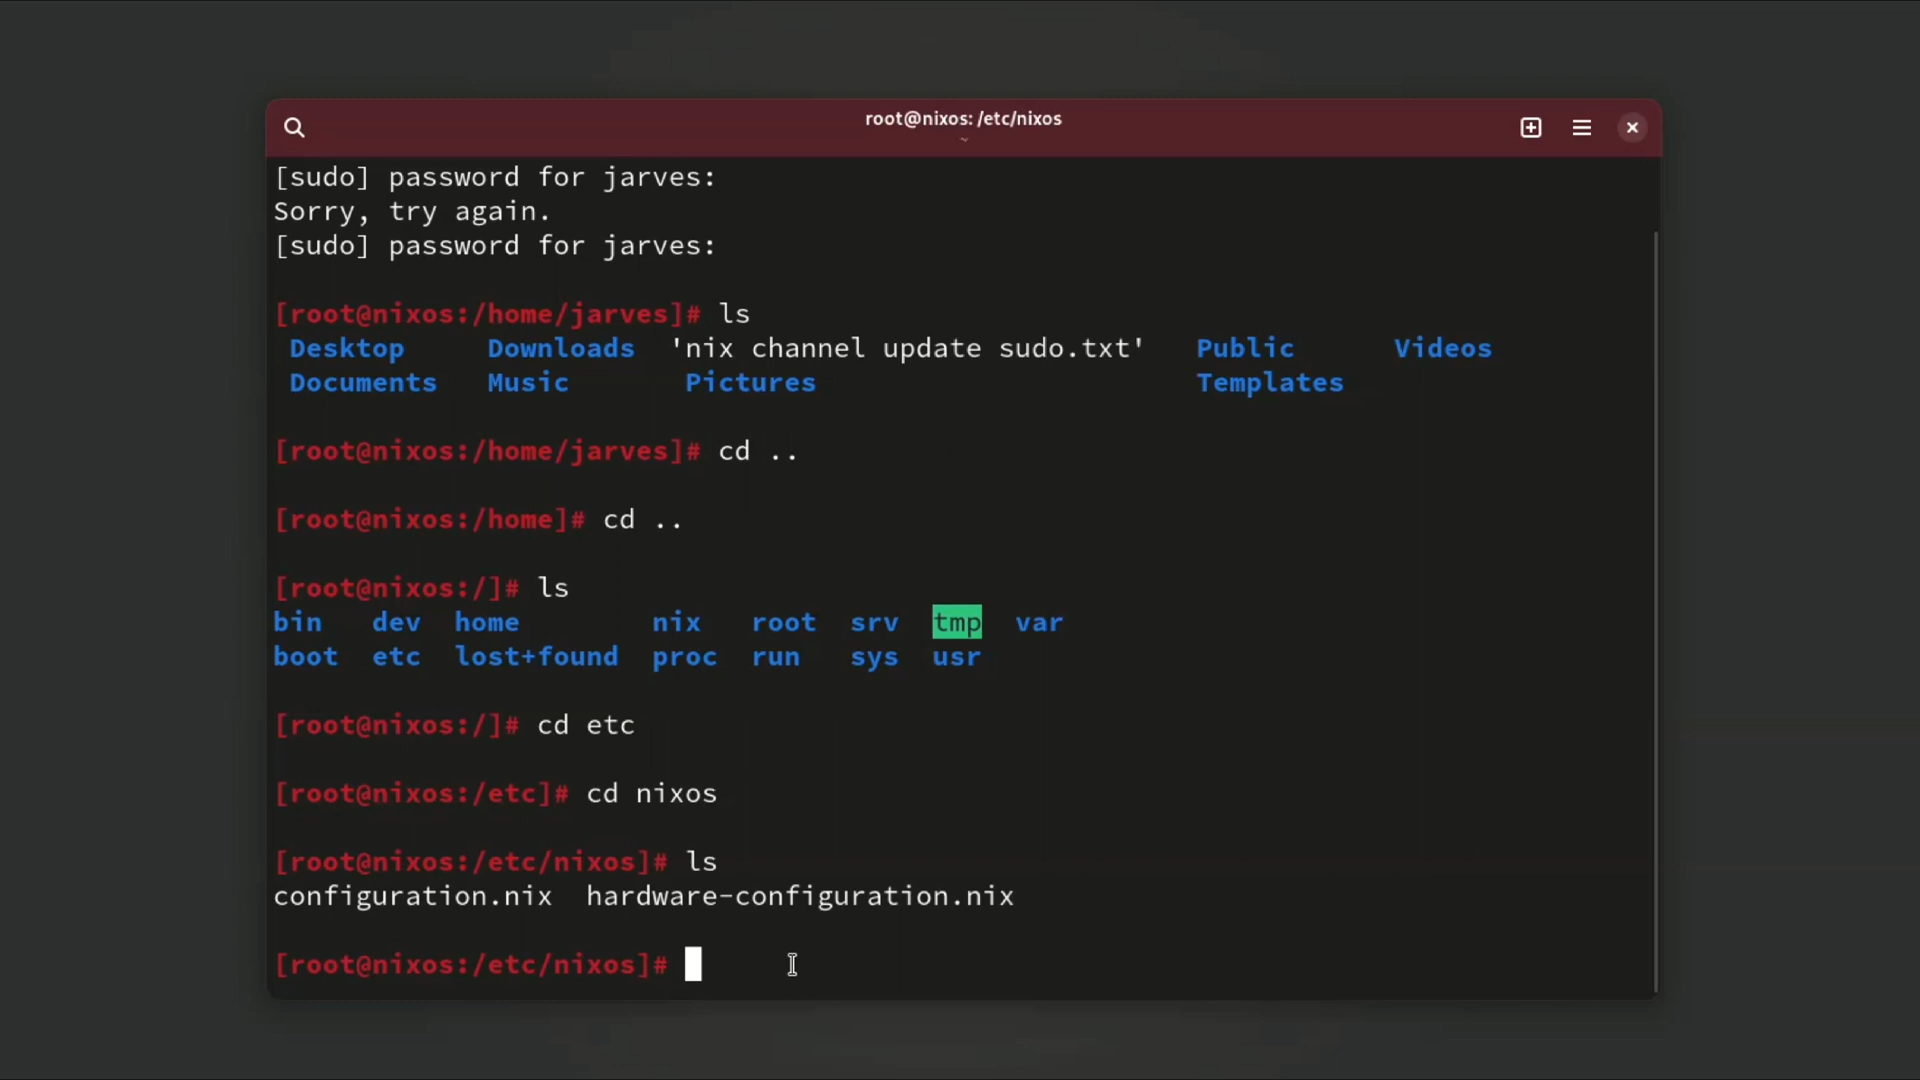 root@nixos: /etc/nixos
[sudo] password for jarves:
Sorry, try again.
[sudo] password for jarves:
[root@nixos:/home/jarves]# ls
Desktop Downloads 'nix channel update sudo.txt' Public Videos
Documents Music Pictures Templates
[root@nixos:/home/jarves]# cd ..
[root@nixos:/home]# cd ..
[root@nixos:/]# ls
bin dev home nix root srv tmp var
boot etc lost+found proc run sys usr
[root@nixos:/]# cd etc
[root@nixos:/etc]# cd nixos
[root@nixos:/etc/nixos]# ls
configuration.nix hardware-configuration.nix
[root@nixos:/etc/nixos]#